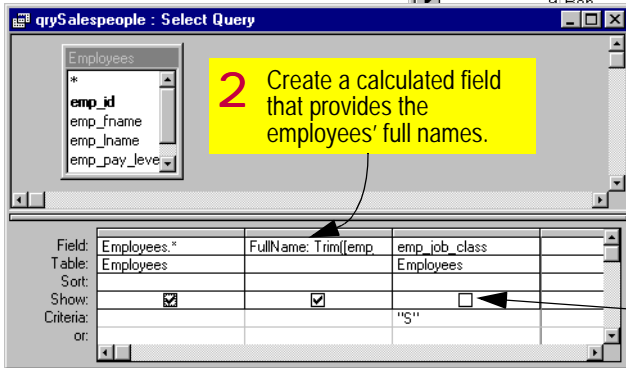 qrySalespeople : Select Query
Employees
*
emp_id
emp_fname
emp_lname
emp_pay_leve
2 Create a calculated field
that provides the
employees' full names.
Field: Employees.* FullName: Trim([emp_ emp_job_class
Table: Employees Employees
Sort:
Show:
Criteria: "S"
or: